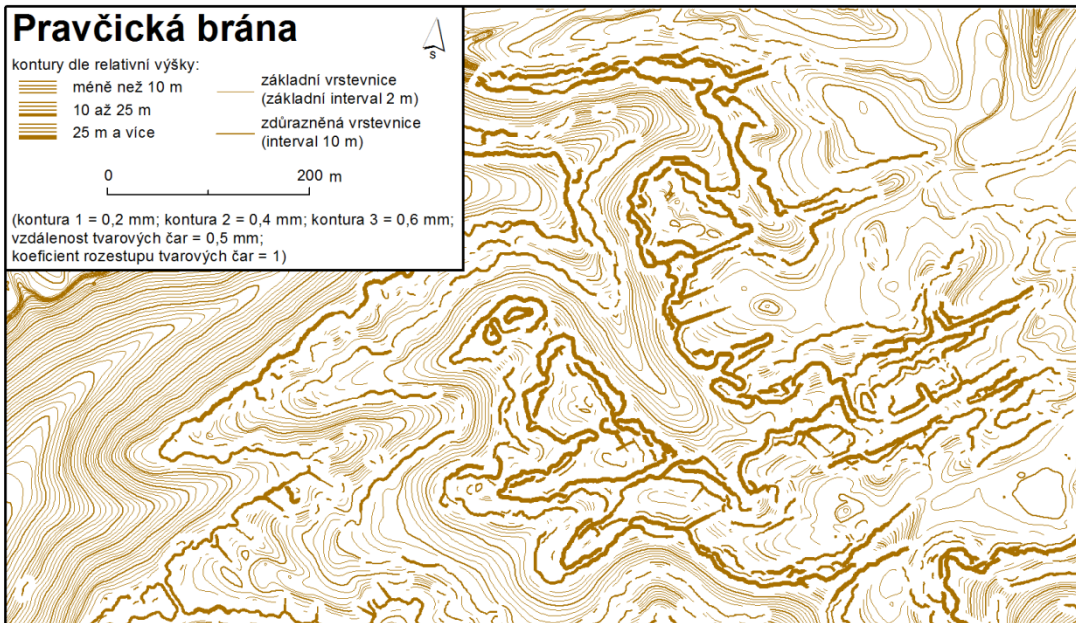 Pravčická brána
S
kontury dle relativní výšky:
méně než 10 m
10 až 25 m
25 m a více
základní vrstevnice
(základní interval 2 m)
zdůrazněná vrstevnice
(interval 10 m)
0 200 m
(kontura 1 = 0,2 mm; kontura 2 = 0,4 mm; kontura 3 = 0,6 mm;
vzdálenost tvarových čar = 0,5 mm;
koeficient rozestupu tvarových čar = 1)